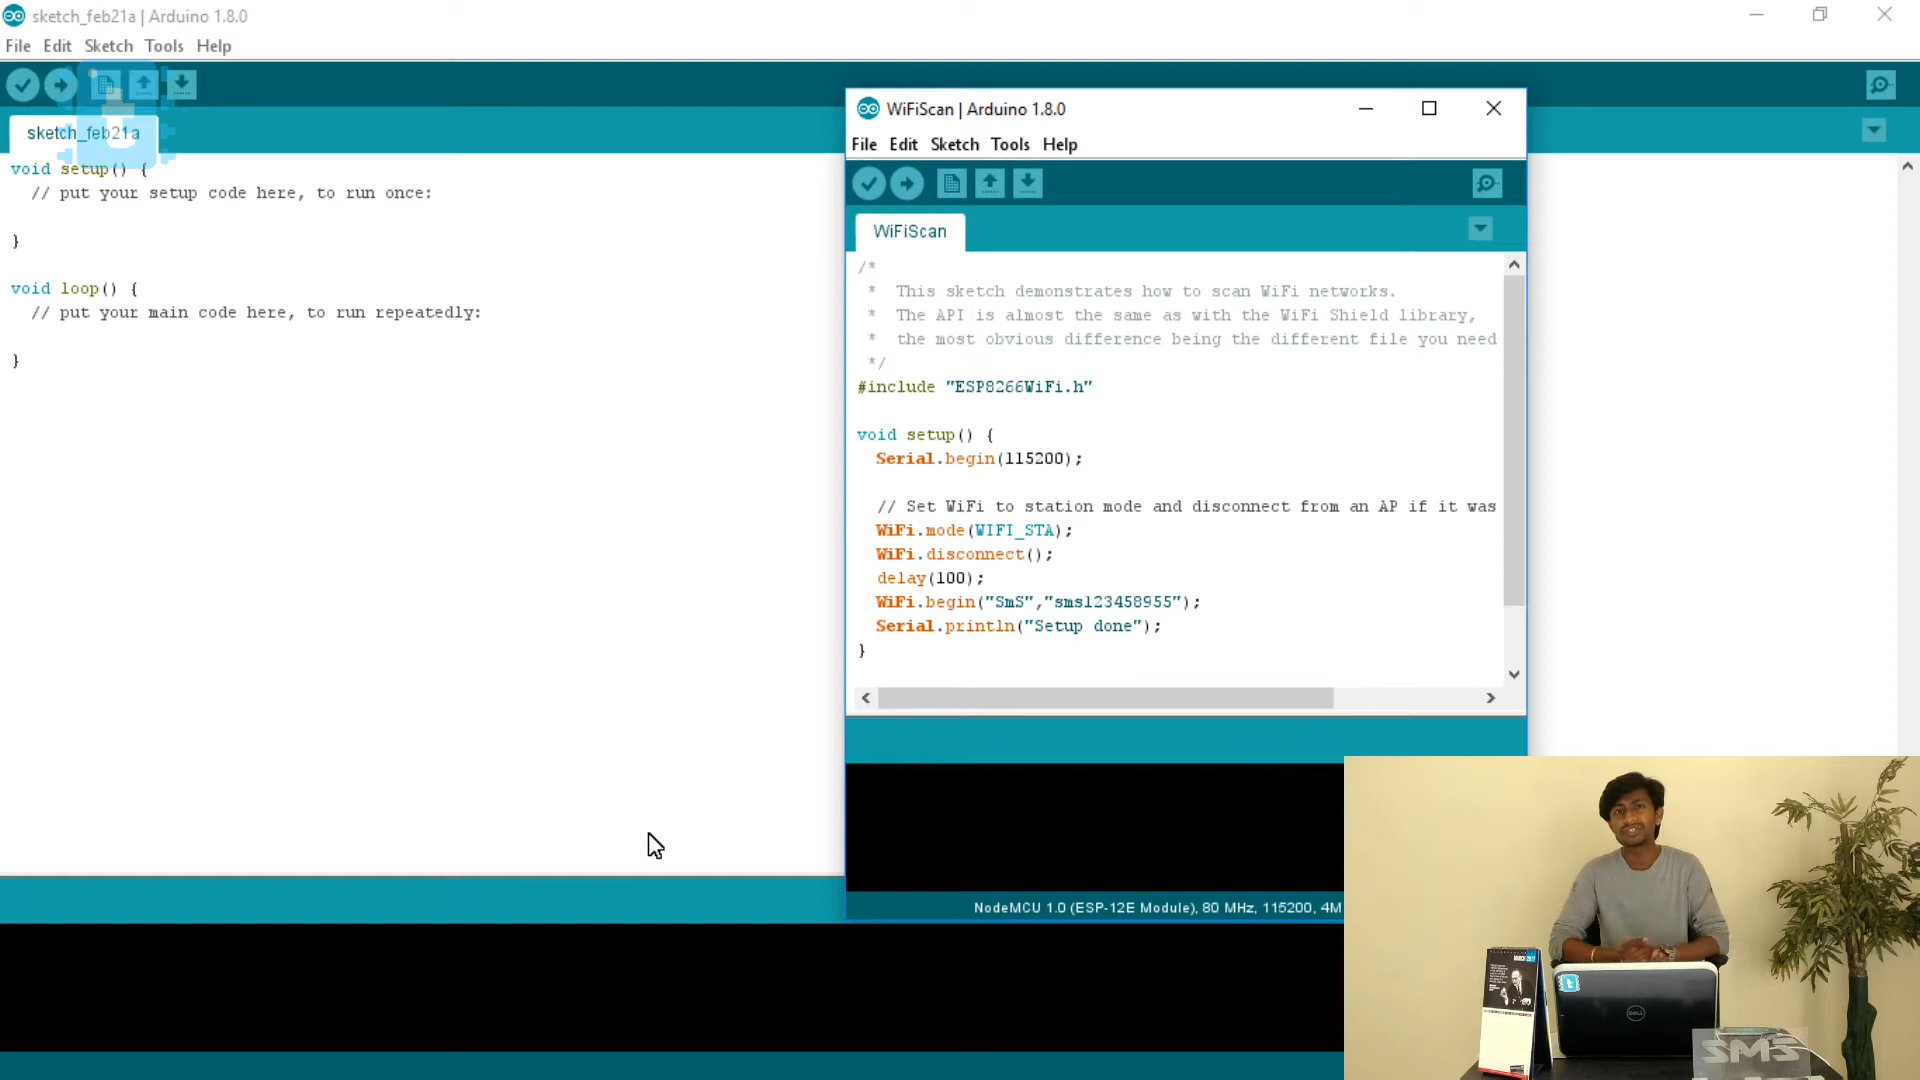 sketch_feb21a | Arduino 1.8.0
File Edit Sketch Tools Help
sketch_feb21a
void setup() {
// put your setup code here, to run once:
}
void loop() {
// put your main code here, to run repeatedly:
}
WiFiScan | Arduino 1.8.0
File Edit Sketch Tools Help
WiFiScan
/*
* This sketch demonstrates how to scan WiFi networks.
* The API is almost the same as with the WiFi Shield library,
* the most obvious difference being the different file you need
*/
#include "ESP8266WiFi.h"
void setup() {
Serial.begin(115200);
// Set WiFi to station mode and disconnect from an AP if it was
WiFi.mode(WIFI_STA);
WiFi.disconnect();
delay(100);
WiFi.begin("SmS","sms123458955");
Serial.println("Setup done");
}
NodeMCU 1.0 (ESP-12E Module), 80 MHz, 115200, 4M
MARCH 2017
t
DELL
SMS